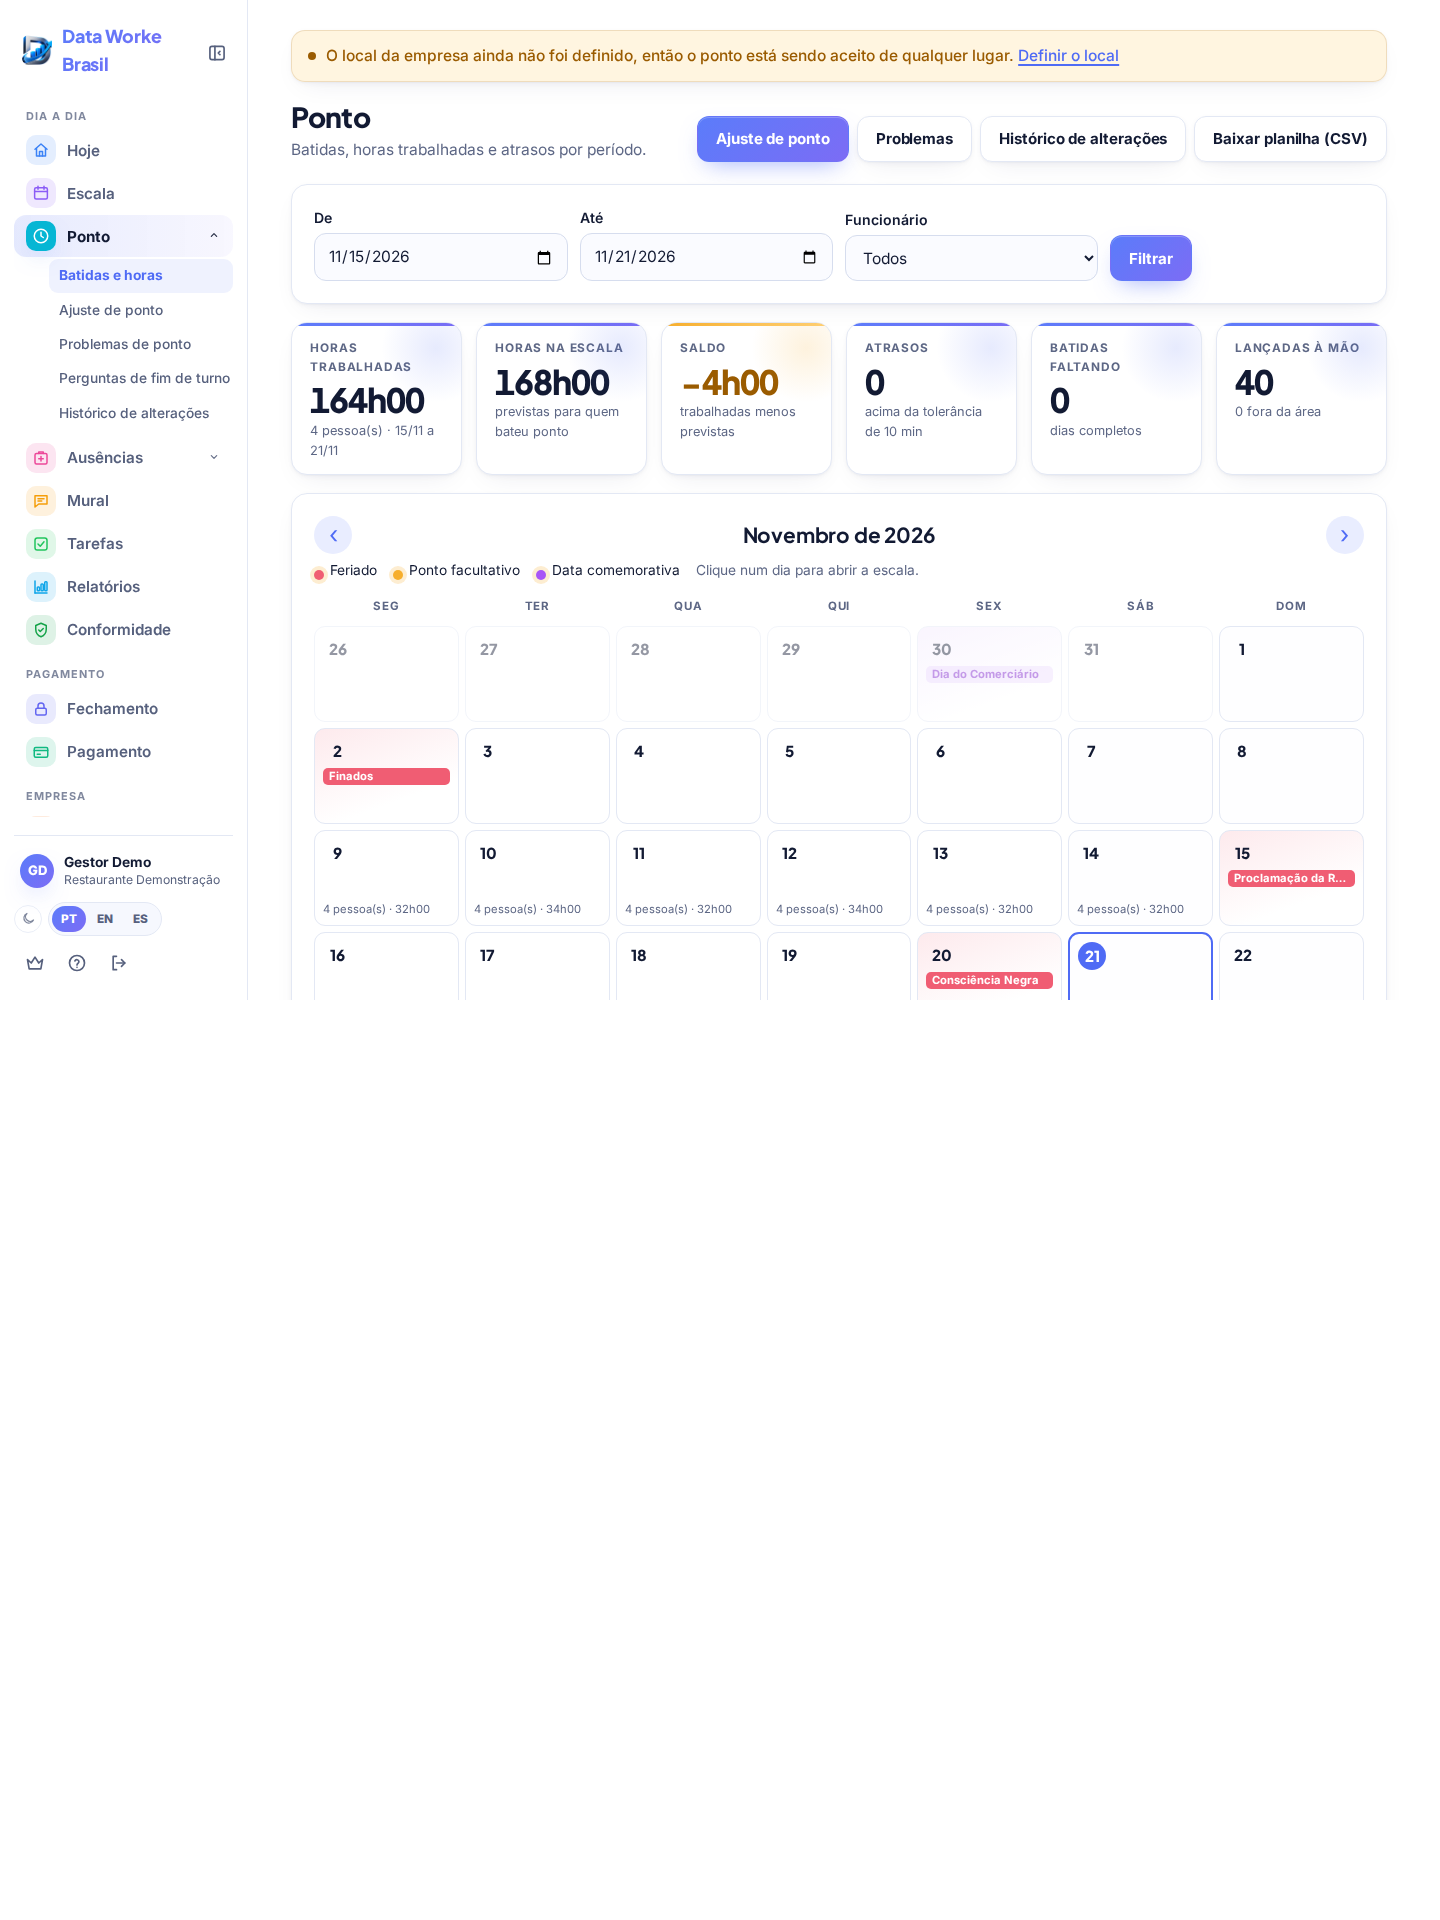 Data Worke
Brasil
DIA A DIA
Hoje
Escala
Ponto
Batidas e horas
Ajuste de ponto
Problemas de ponto
Perguntas de fim de turno
Histórico de alterações
Ausências
Mural
Tarefas
Relatórios
Conformidade
PAGAMENTO
Fechamento
Pagamento
EMPRESA
GD
Gestor Demo
Restaurante Demonstração
PT EN ES
O local da empresa ainda não foi definido, então o ponto está sendo aceito de qualquer lugar. Definir o local
Ponto
Batidas, horas trabalhadas e atrasos por período.
Ajuste de ponto
Problemas
Histórico de alterações
Baixar planilha (CSV)
De
11/15/2026
Até
11/21/2026
Funcionário
Todos
Filtrar
HORAS
TRABALHADAS
164h00
4 pessoa(s) · 15/11 a
21/11
HORAS NA ESCALA
168h00
previstas para quem
bateu ponto
SALDO
−4h00
trabalhadas menos
previstas
ATRASOS
0
acima da tolerância
de 10 min
BATIDAS
FALTANDO
0
dias completos
LANÇADAS À MÃO
40
0 fora da área
‹
Novembro de 2026
›
Feriado Ponto facultativo Data comemorativa Clique num dia para abrir a escala.
SEG TER QUA QUI SEX SÁB DOM
26 27 28 29 30 31 1
Dia do Comerciário
2 3 4 5 6 7 8
Finados
9 10 11 12 13 14 15
Proclamação da R...
4 pessoa(s) · 32h00 4 pessoa(s) · 34h00 4 pessoa(s) · 32h00 4 pessoa(s) · 34h00 4 pessoa(s) · 32h00 4 pessoa(s) · 32h00
16 17 18 19 20 21 22
Consciência Negra